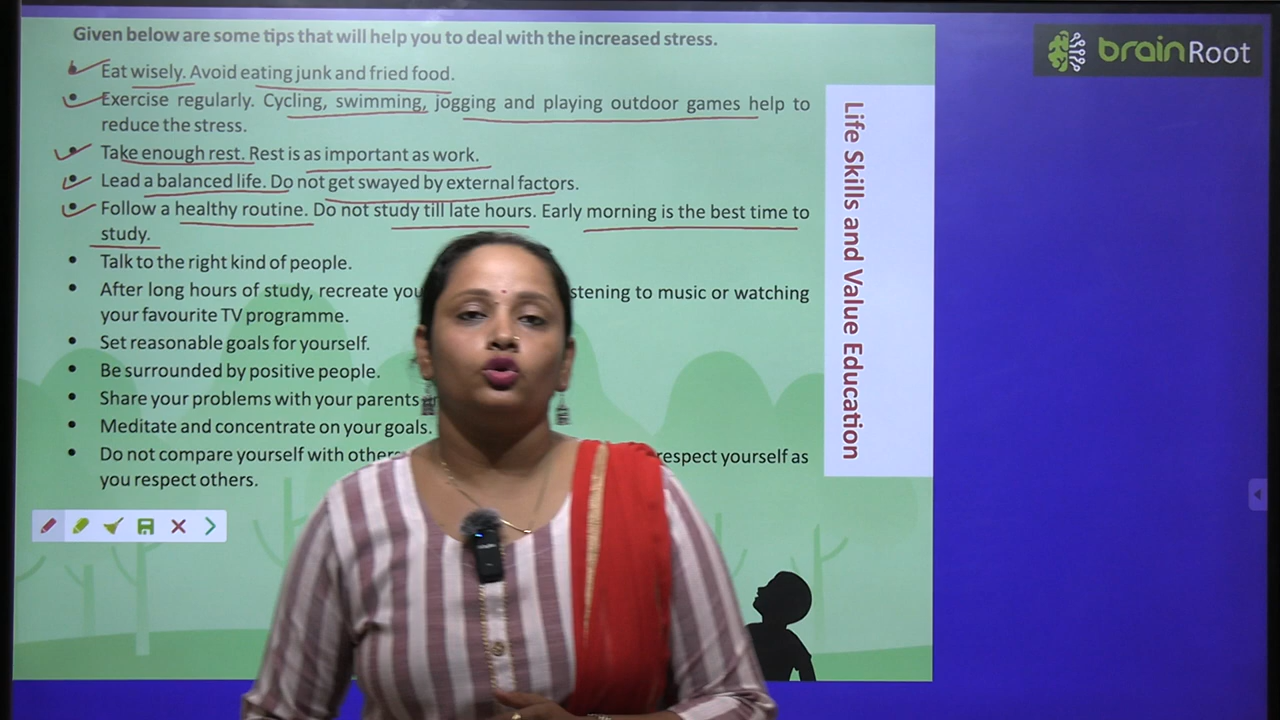 Given below are some tips that will help you to deal with the increased stress.
brainRoot
• Eat wisely. Avoid eating junk and fried food.
• Exercise regularly. Cycling, swimming, jogging and playing outdoor games help to
reduce the stress.
• Take enough rest. Rest is as important as work.
• Lead a balanced life. Do not get swayed by external factors.
• Follow a healthy routine. Do not study till late hours. Early morning is the best time to
study.
• Talk to the right kind of people.
• After long hours of study, recreate stening to music or watching
your favourite TV programme.
• Set reasonable goals for yourself.
• Be surrounded by positive people.
• Share your problems with your parents
• Meditate and concentrate on your goals.
• Do not compare yourself with respect yourself as
you respect others.
Life Skills and Value Education